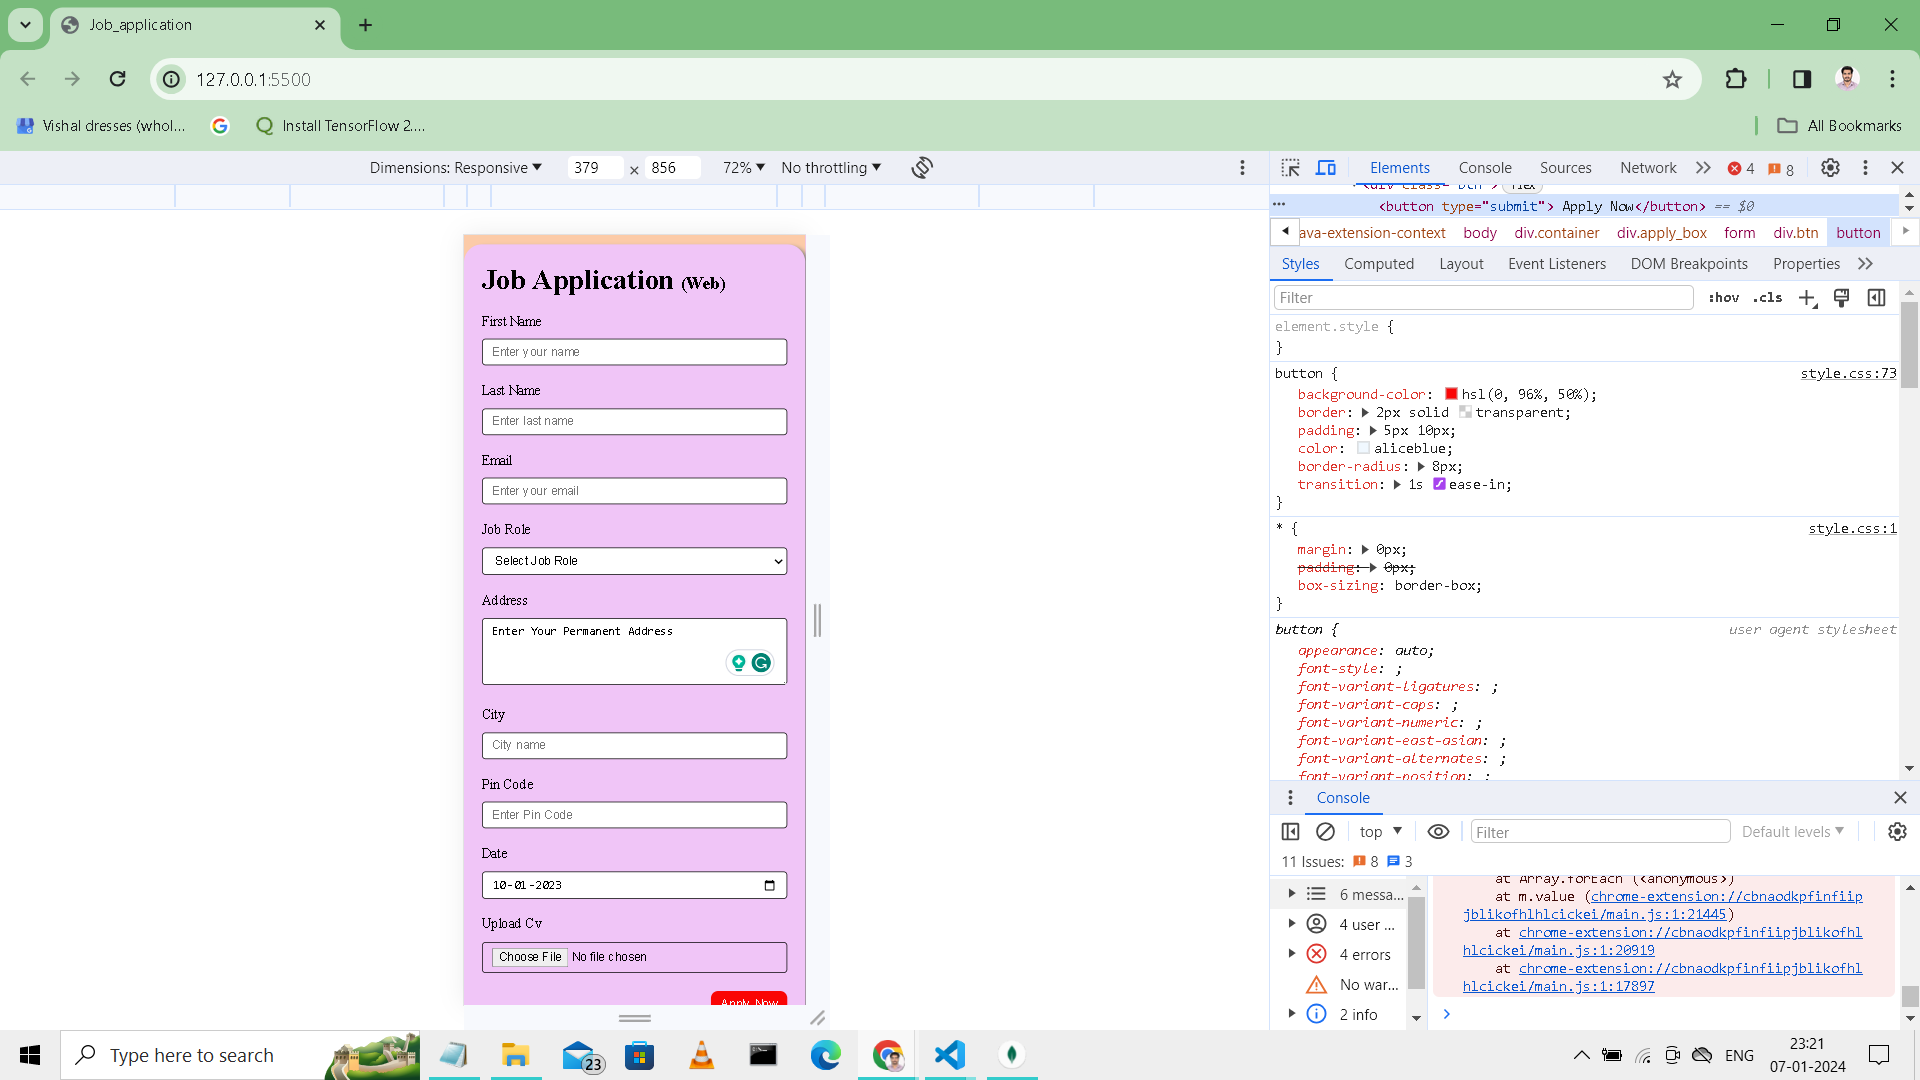 Job_application
127.0.0.1:5500
Vishal dresses (whol...
Install TensorFlow 2....
All Bookmarks
Dimensions: Responsive
379 × 856
72%
No throttling
Elements
Console
Sources
Network
4
8
<div class="btn"> flex
<button type="submit"> Apply Now</button> == $0
ava-extension-context body div.container div.apply_box form div.btn button
Styles
Computed
Layout
Event Listeners
DOM Breakpoints
Properties
Filter
:hov .cls
element.style {
}
button {
style.css:73
background-color: hsl(0, 96%, 50%);
border: 2px solid transparent;
padding: 5px 10px;
color: aliceblue;
border-radius: 8px;
transition: 1s ease-in;
}
* {
style.css:1
margin: 0px;
padding: 0px;
box-sizing: border-box;
}
button {
user agent stylesheet
appearance: auto;
font-style: ;
font-variant-ligatures: ;
font-variant-caps: ;
font-variant-numeric: ;
font-variant-east-asian: ;
font-variant-alternates: ;
font-variant-position: ;
Job Application (Web)
First Name
Enter your name
Last Name
Enter last name
Email
Enter your email
Job Role
Select Job Role
Address
Enter Your Permanent Address
City
City name
Pin Code
Enter Pin Code
Date
10-01-2023
Upload Cv
Choose File No file chosen
Apply Now
Console
top
Filter
Default levels
11 Issues: 8 3
6 messa...
4 user ...
4 errors
No war...
2 info
at Array.forEach (<anonymous>)
at m.value (chrome-extension://cbnaodkpfinfiip
jblikofhlhlcickei/main.js:1:21445)
at chrome-extension://cbnaodkpfinfiipjblikofhl
hlcickei/main.js:1:20919
at chrome-extension://cbnaodkpfinfiipjblikofhl
hlcickei/main.js:1:17897
Type here to search
23
ENG
23:21
07-01-2024